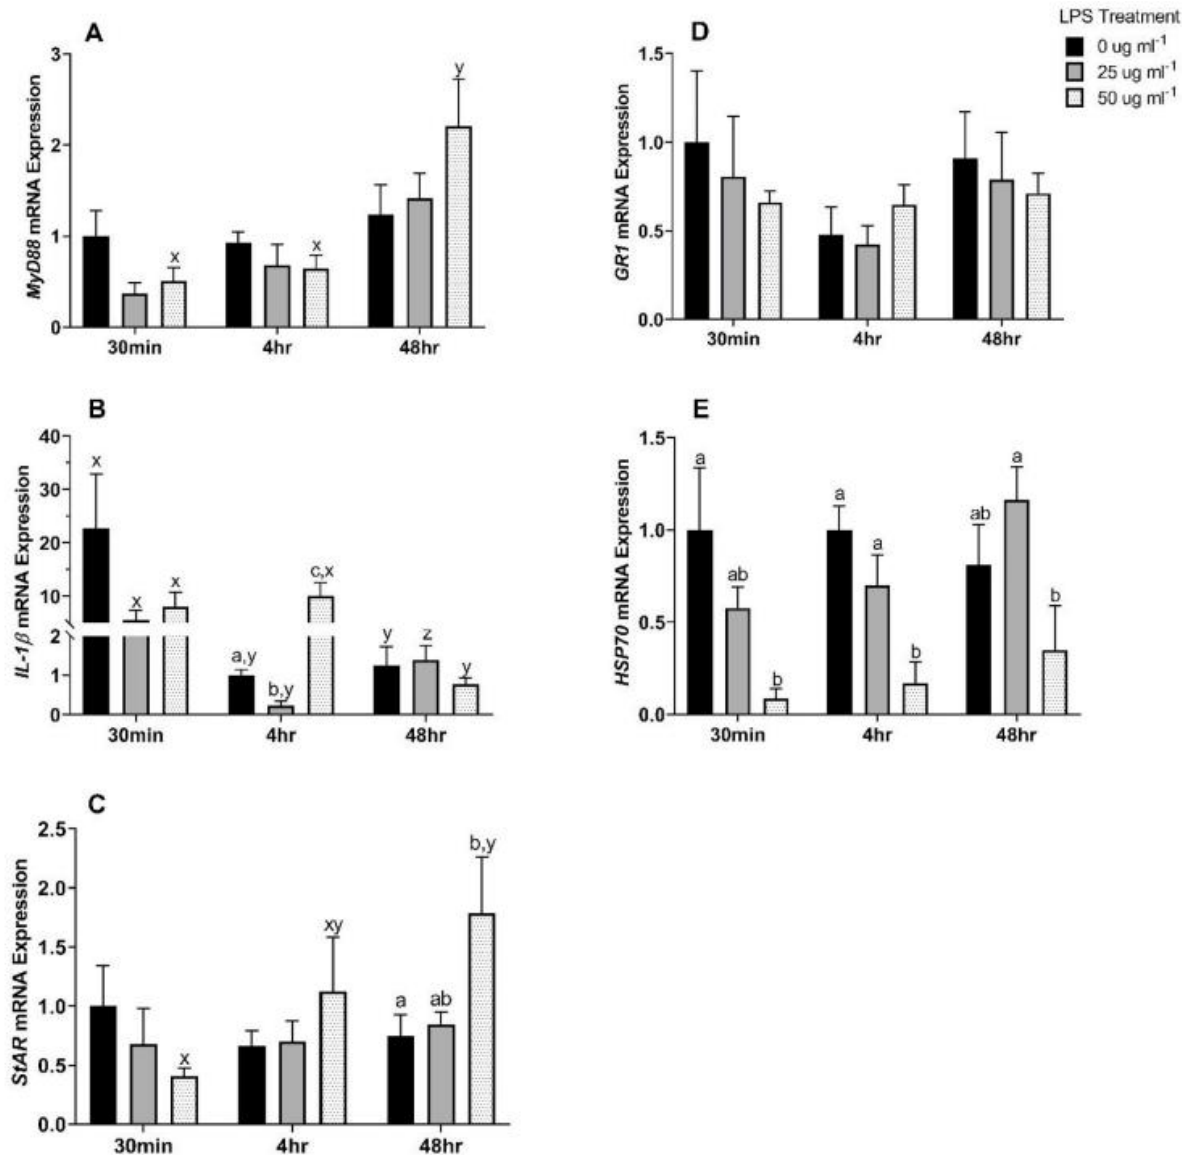 LPS Treatment
0 ug ml⁻¹
25 ug ml⁻¹
50 ug ml⁻¹
A
MyD88 mRNA Expression
3
2
1
0
x
x
y
30min 4hr 48hr
D
GR1 mRNA Expression
1.5
1.0
0.5
0.0
30min 4hr 48hr
B
IL-1β mRNA Expression
40
30
20
10
2
1
0
x x x
a,y b,y c,x
y z y
30min 4hr 48hr
E
HSP70 mRNA Expression
1.5
1.0
0.5
0.0
a ab b
a a b
ab a b
30min 4hr 48hr
C
StAR mRNA Expression
2.5
2.0
1.5
1.0
0.5
0.0
x
xy
a ab b,y
30min 4hr 48hr